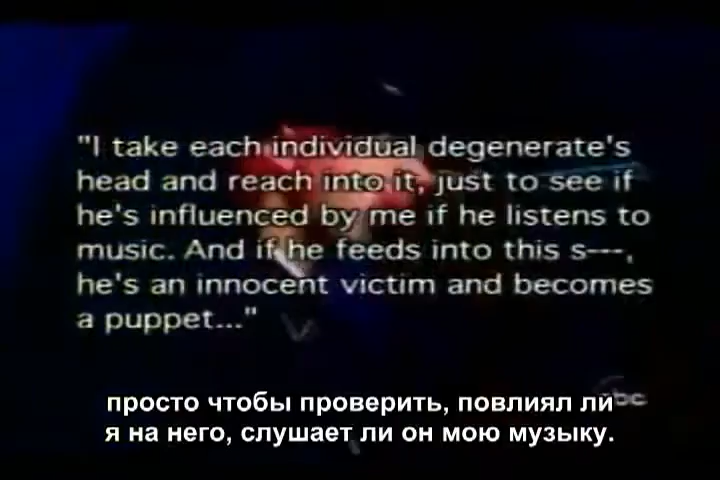 "I take each individual degenerate's
head and reach into it, just to see if
he's influenced by me if he listens to
music. And if he feeds into this s---,
he's an innocent victim and becomes
a puppet..."
abc
просто чтобы проверить, повлиял ли
я на него, слушает ли он мою музыку.